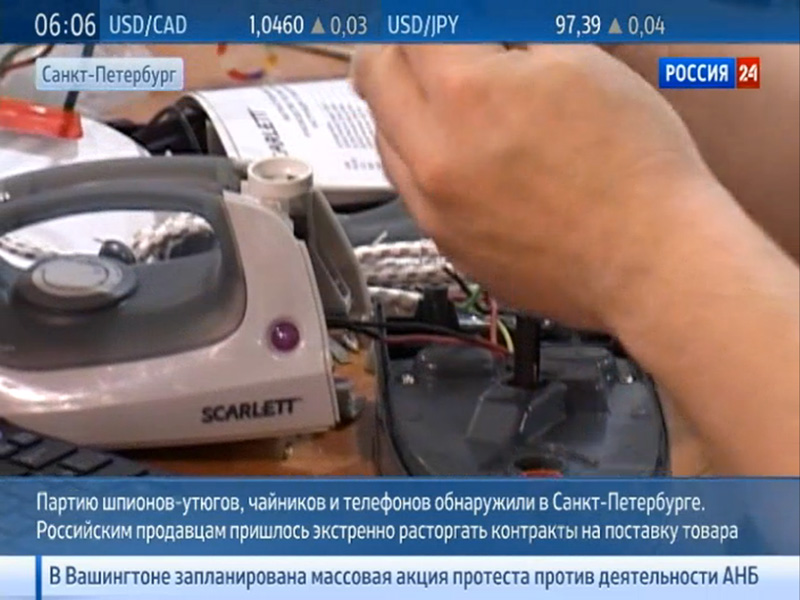 06:06 USD/CAD 1,0460 ▲ 0,03 USD/JPY 97,39 ▲ 0,04
Санкт-Петербург
РОССИЯ 24
SCARLETT
Партию шпионов-утюгов, чайников и телефонов обнаружили в Санкт-Петербурге.
Российским продавцам пришлось экстренно расторгать контракты на поставку товара
В Вашингтоне запланирована массовая акция протеста против деятельности АНБ